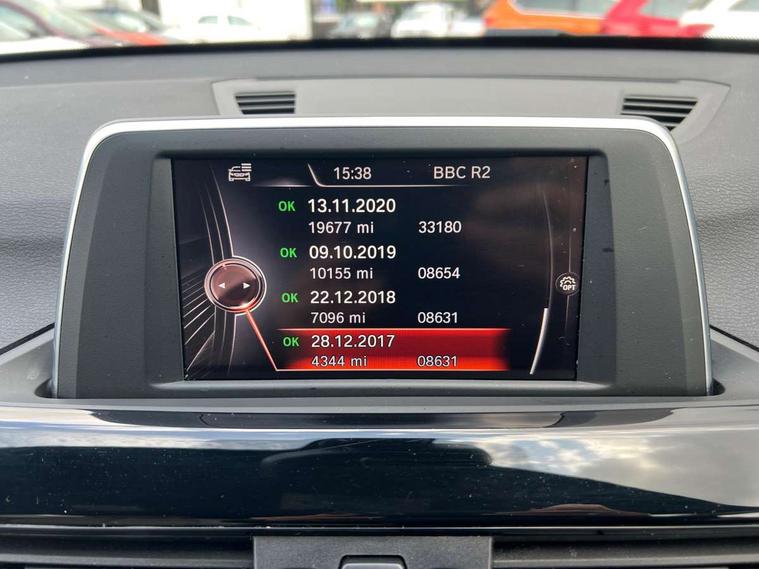 15:38 BBC R2
OK 13.11.2020
19677 mi 33180
OK 09.10.2019
10155 mi 08654
OK 22.12.2018
7096 mi 08631
OK 28.12.2017
4344 mi 08631
OPT